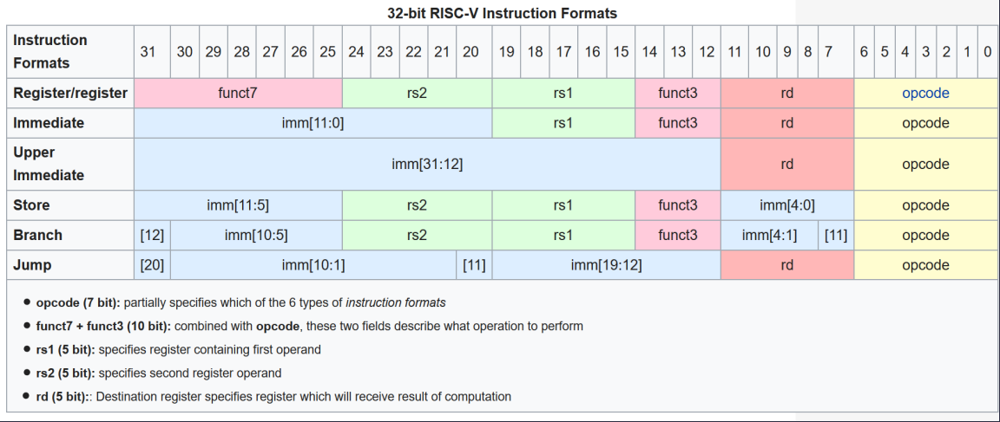 32-bit RISC-V Instruction Formats
Instruction Formats 31 30 29 28 27 26 25 24 23 22 21 20 19 18 17 16 15 14 13 12 11 10 9 8 7 6 5 4 3 2 1 0
Register/register funct7 rs2 rs1 funct3 rd opcode
Immediate imm[11:0] rs1 funct3 rd opcode
Upper Immediate imm[31:12] rd opcode
Store imm[11:5] rs2 rs1 funct3 imm[4:0] opcode
Branch [12] imm[10:5] rs2 rs1 funct3 imm[4:1] [11] opcode
Jump [20] imm[10:1] [11] imm[19:12] rd opcode
• opcode (7 bit): partially specifies which of the 6 types of instruction formats
• funct7 + funct3 (10 bit): combined with opcode, these two fields describe what operation to perform
• rs1 (5 bit): specifies register containing first operand
• rs2 (5 bit): specifies second register operand
• rd (5 bit):: Destination register specifies register which will receive result of computation